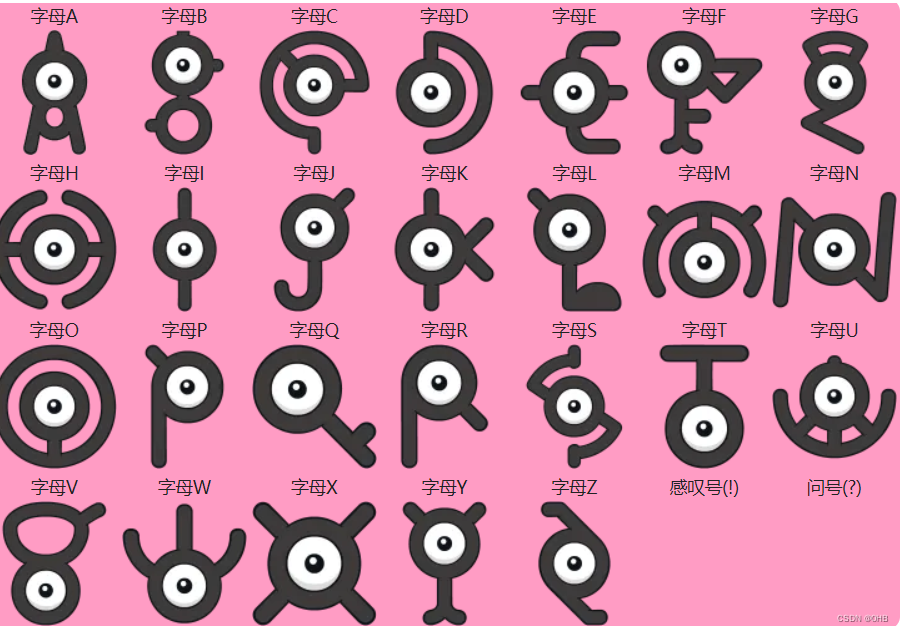 字母A 字母B 字母C 字母D 字母E 字母F 字母G
字母H 字母I 字母J 字母K 字母L 字母M 字母N
字母O 字母P 字母Q 字母R 字母S 字母T 字母U
字母V 字母W 字母X 字母Y 字母Z 感叹号(!) 问号(?)
CSDN @OHB